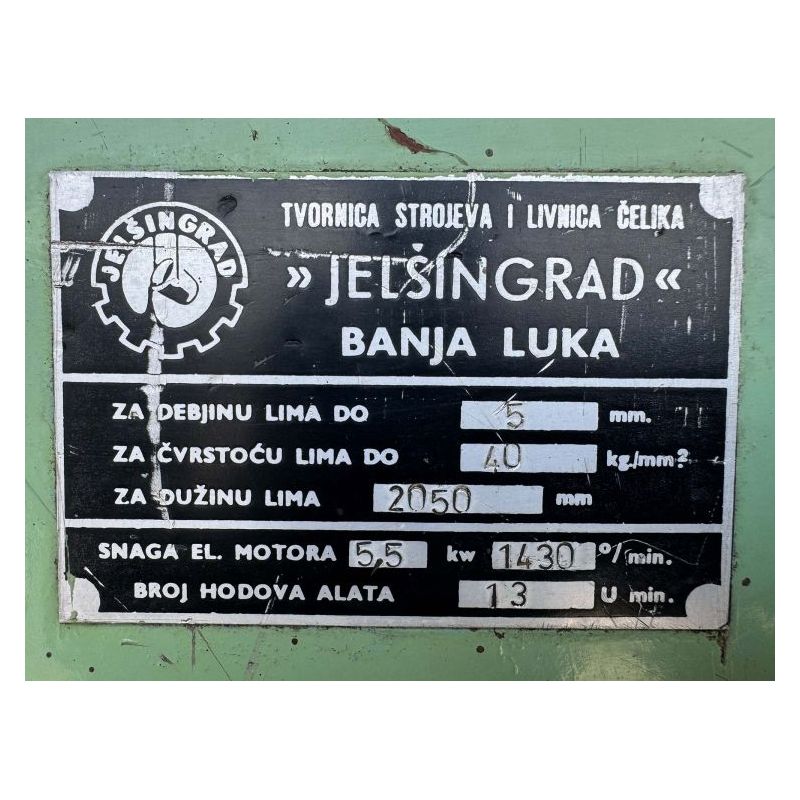 JELŠINGRAD
TVORNICA STROJEVA I LIVNICA ČELIKA
»JELŠINGRAD«
BANJA LUKA
ZA DEBJINU LIMA DO 5 mm.
ZA ČVRSTOĆU LIMA DO 40 kg/mm²
ZA DUŽINU LIMA 2050 mm
SNAGA EL. MOTORA 5,5 kw 1430 º/min.
BROJ HODOVA ALATA 13 U min.